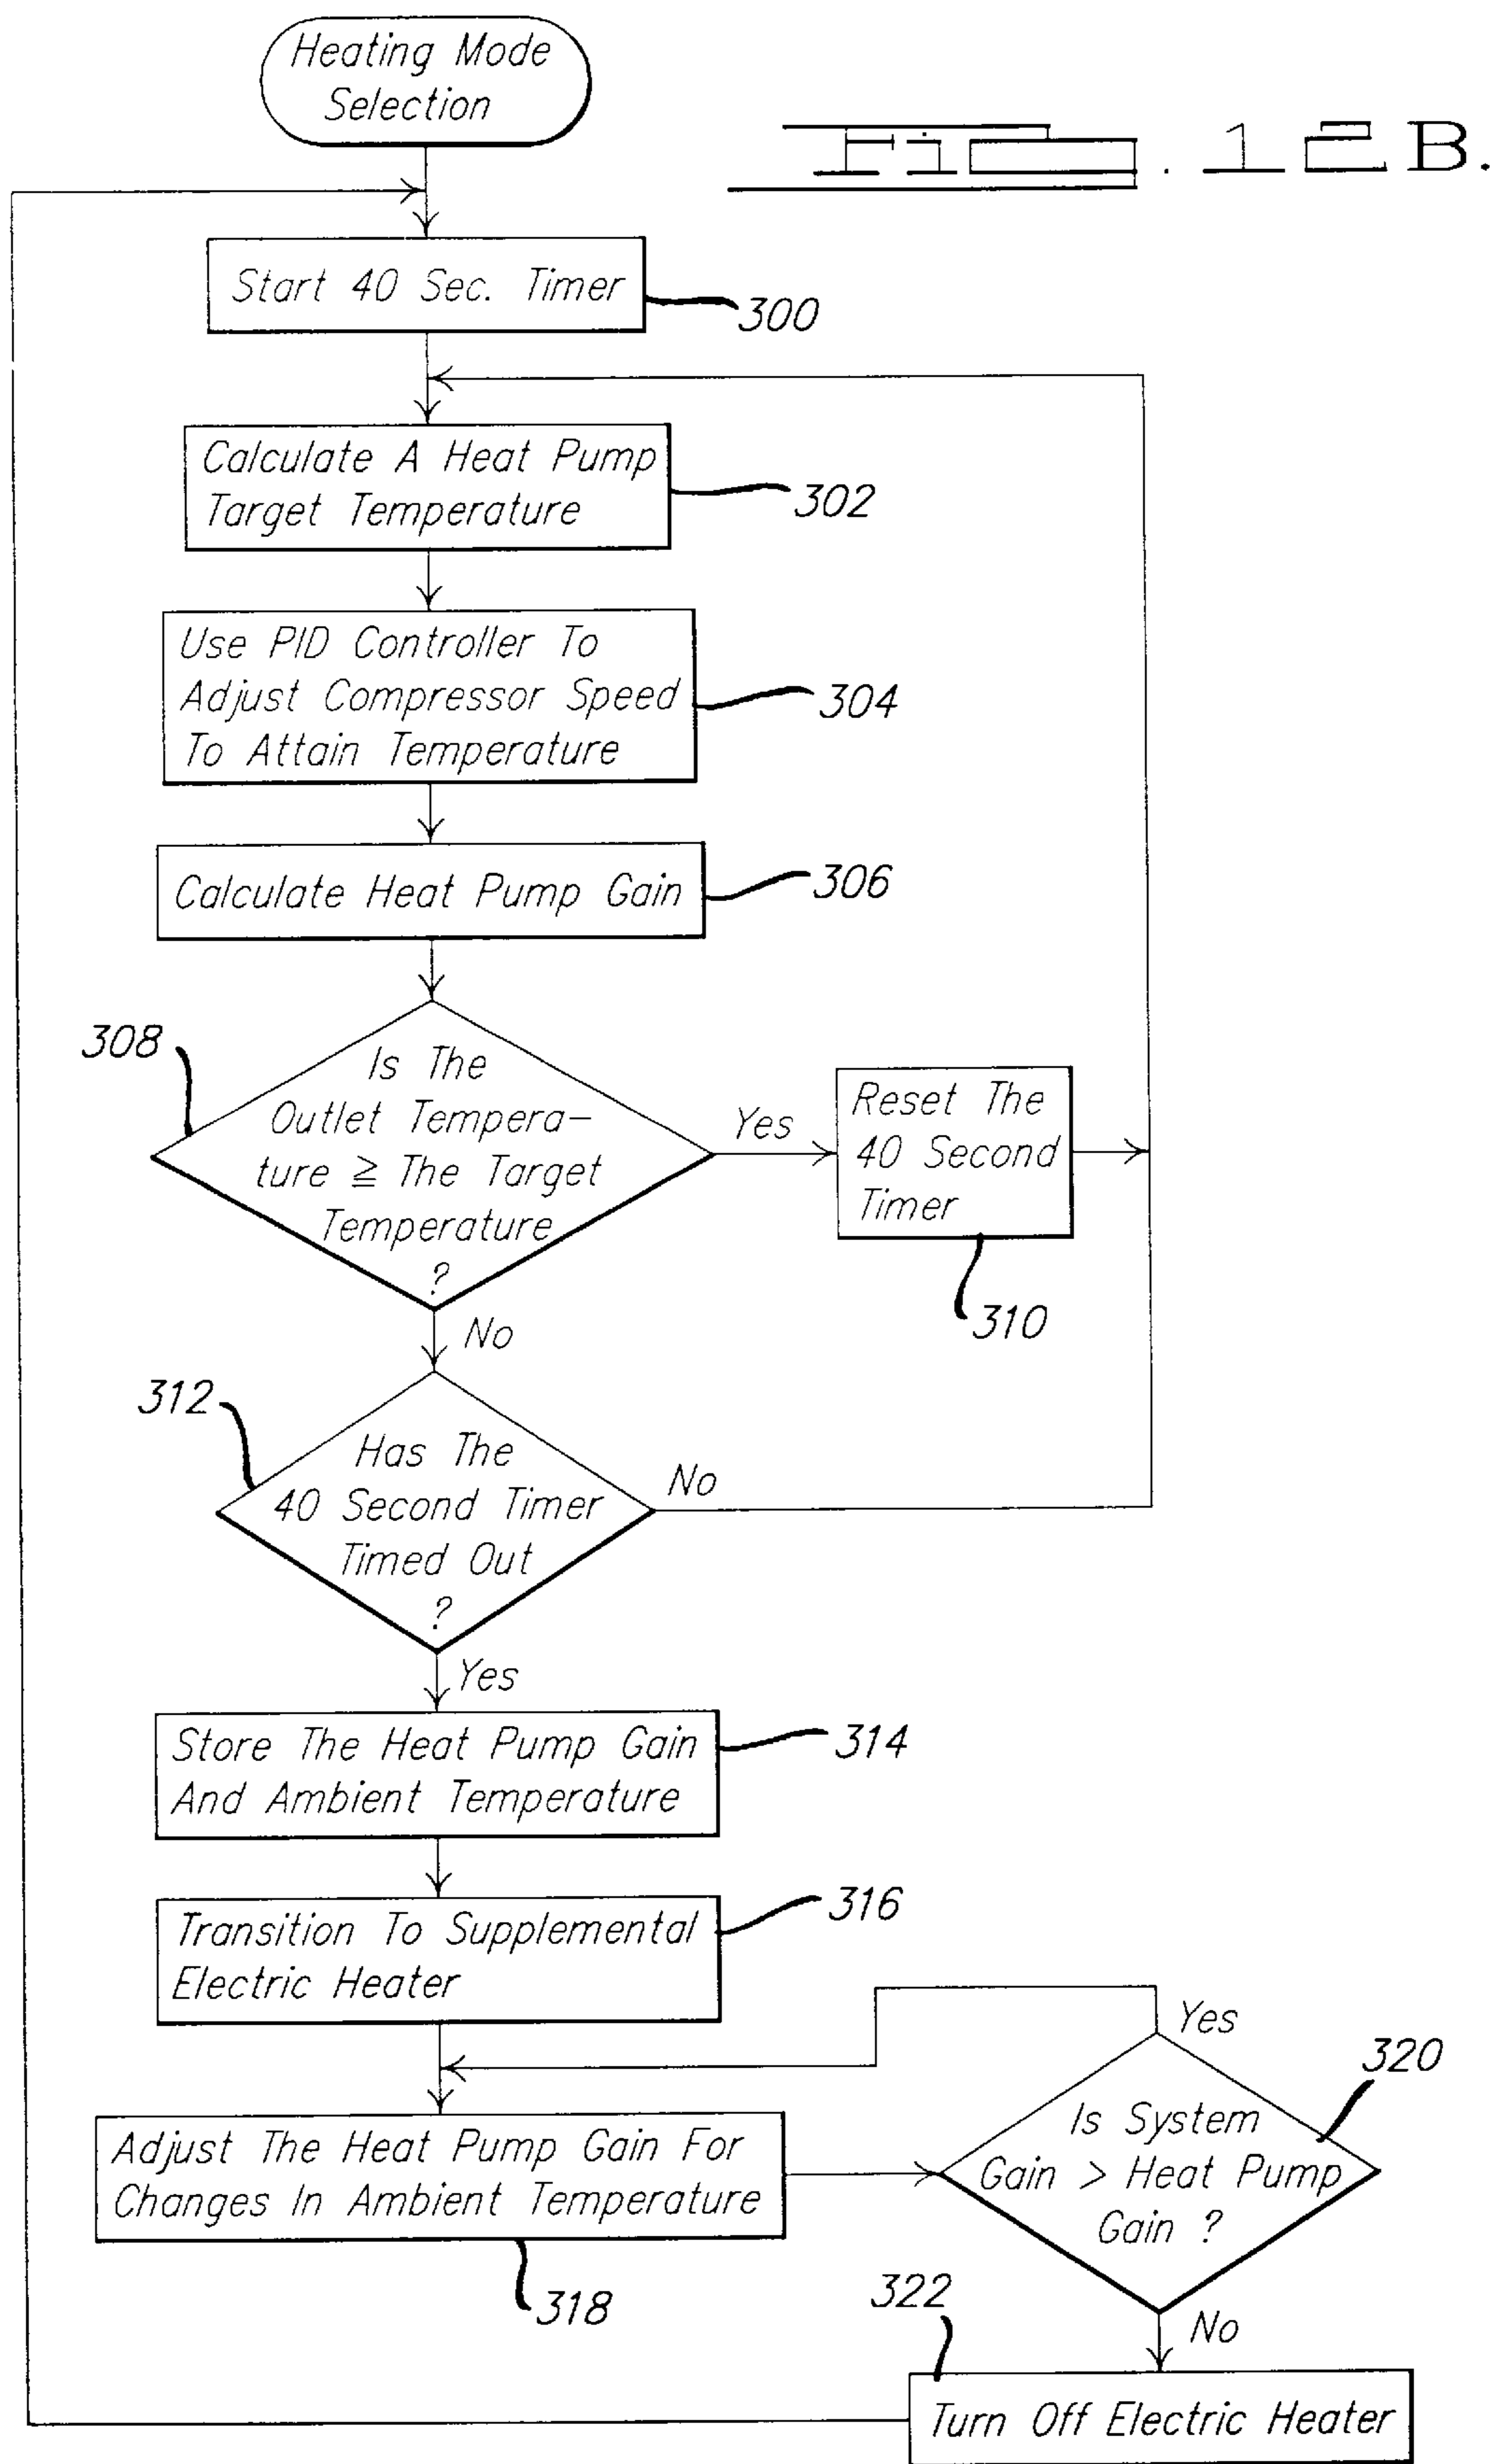 Heating Mode
Selection
Fig. 12B.
Start 40 Sec. Timer
300
Calculate A Heat Pump
Target Temperature
302
Use PID Controller To
Adjust Compressor Speed
To Attain Temperature
304
Calculate Heat Pump Gain
306
308
Is The
Outlet Tempera-
ture ≧ The Target
Temperature
?
Yes
Reset The
40 Second
Timer
310
No
312
Has The
40 Second Timer
Timed Out
?
No
Yes
Store The Heat Pump Gain
And Ambient Temperature
314
Transition To Supplemental
Electric Heater
316
Adjust The Heat Pump Gain For
Changes In Ambient Temperature
318
Yes
320
Is System
Gain > Heat Pump
Gain ?
No
322
Turn Off Electric Heater